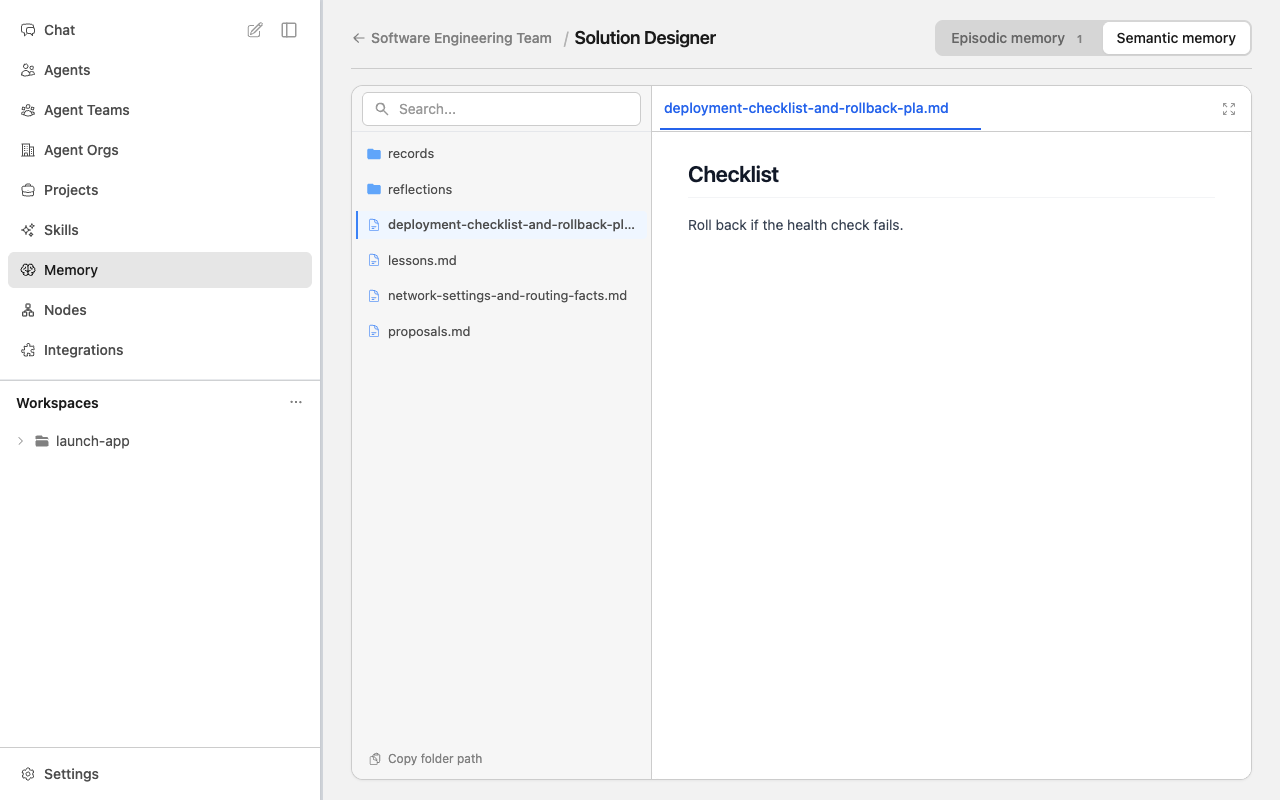 Chat
Agents
Agent Teams
Agent Orgs
Projects
Skills
Memory
Nodes
Integrations
Workspaces
launch-app
Settings
Software Engineering Team / Solution Designer
Episodic memory 1
Semantic memory
Search...
records
reflections
deployment-checklist-and-rollback-pl...
lessons.md
network-settings-and-routing-facts.md
proposals.md
Copy folder path
deployment-checklist-and-rollback-pla.md
Checklist
Roll back if the health check fails.